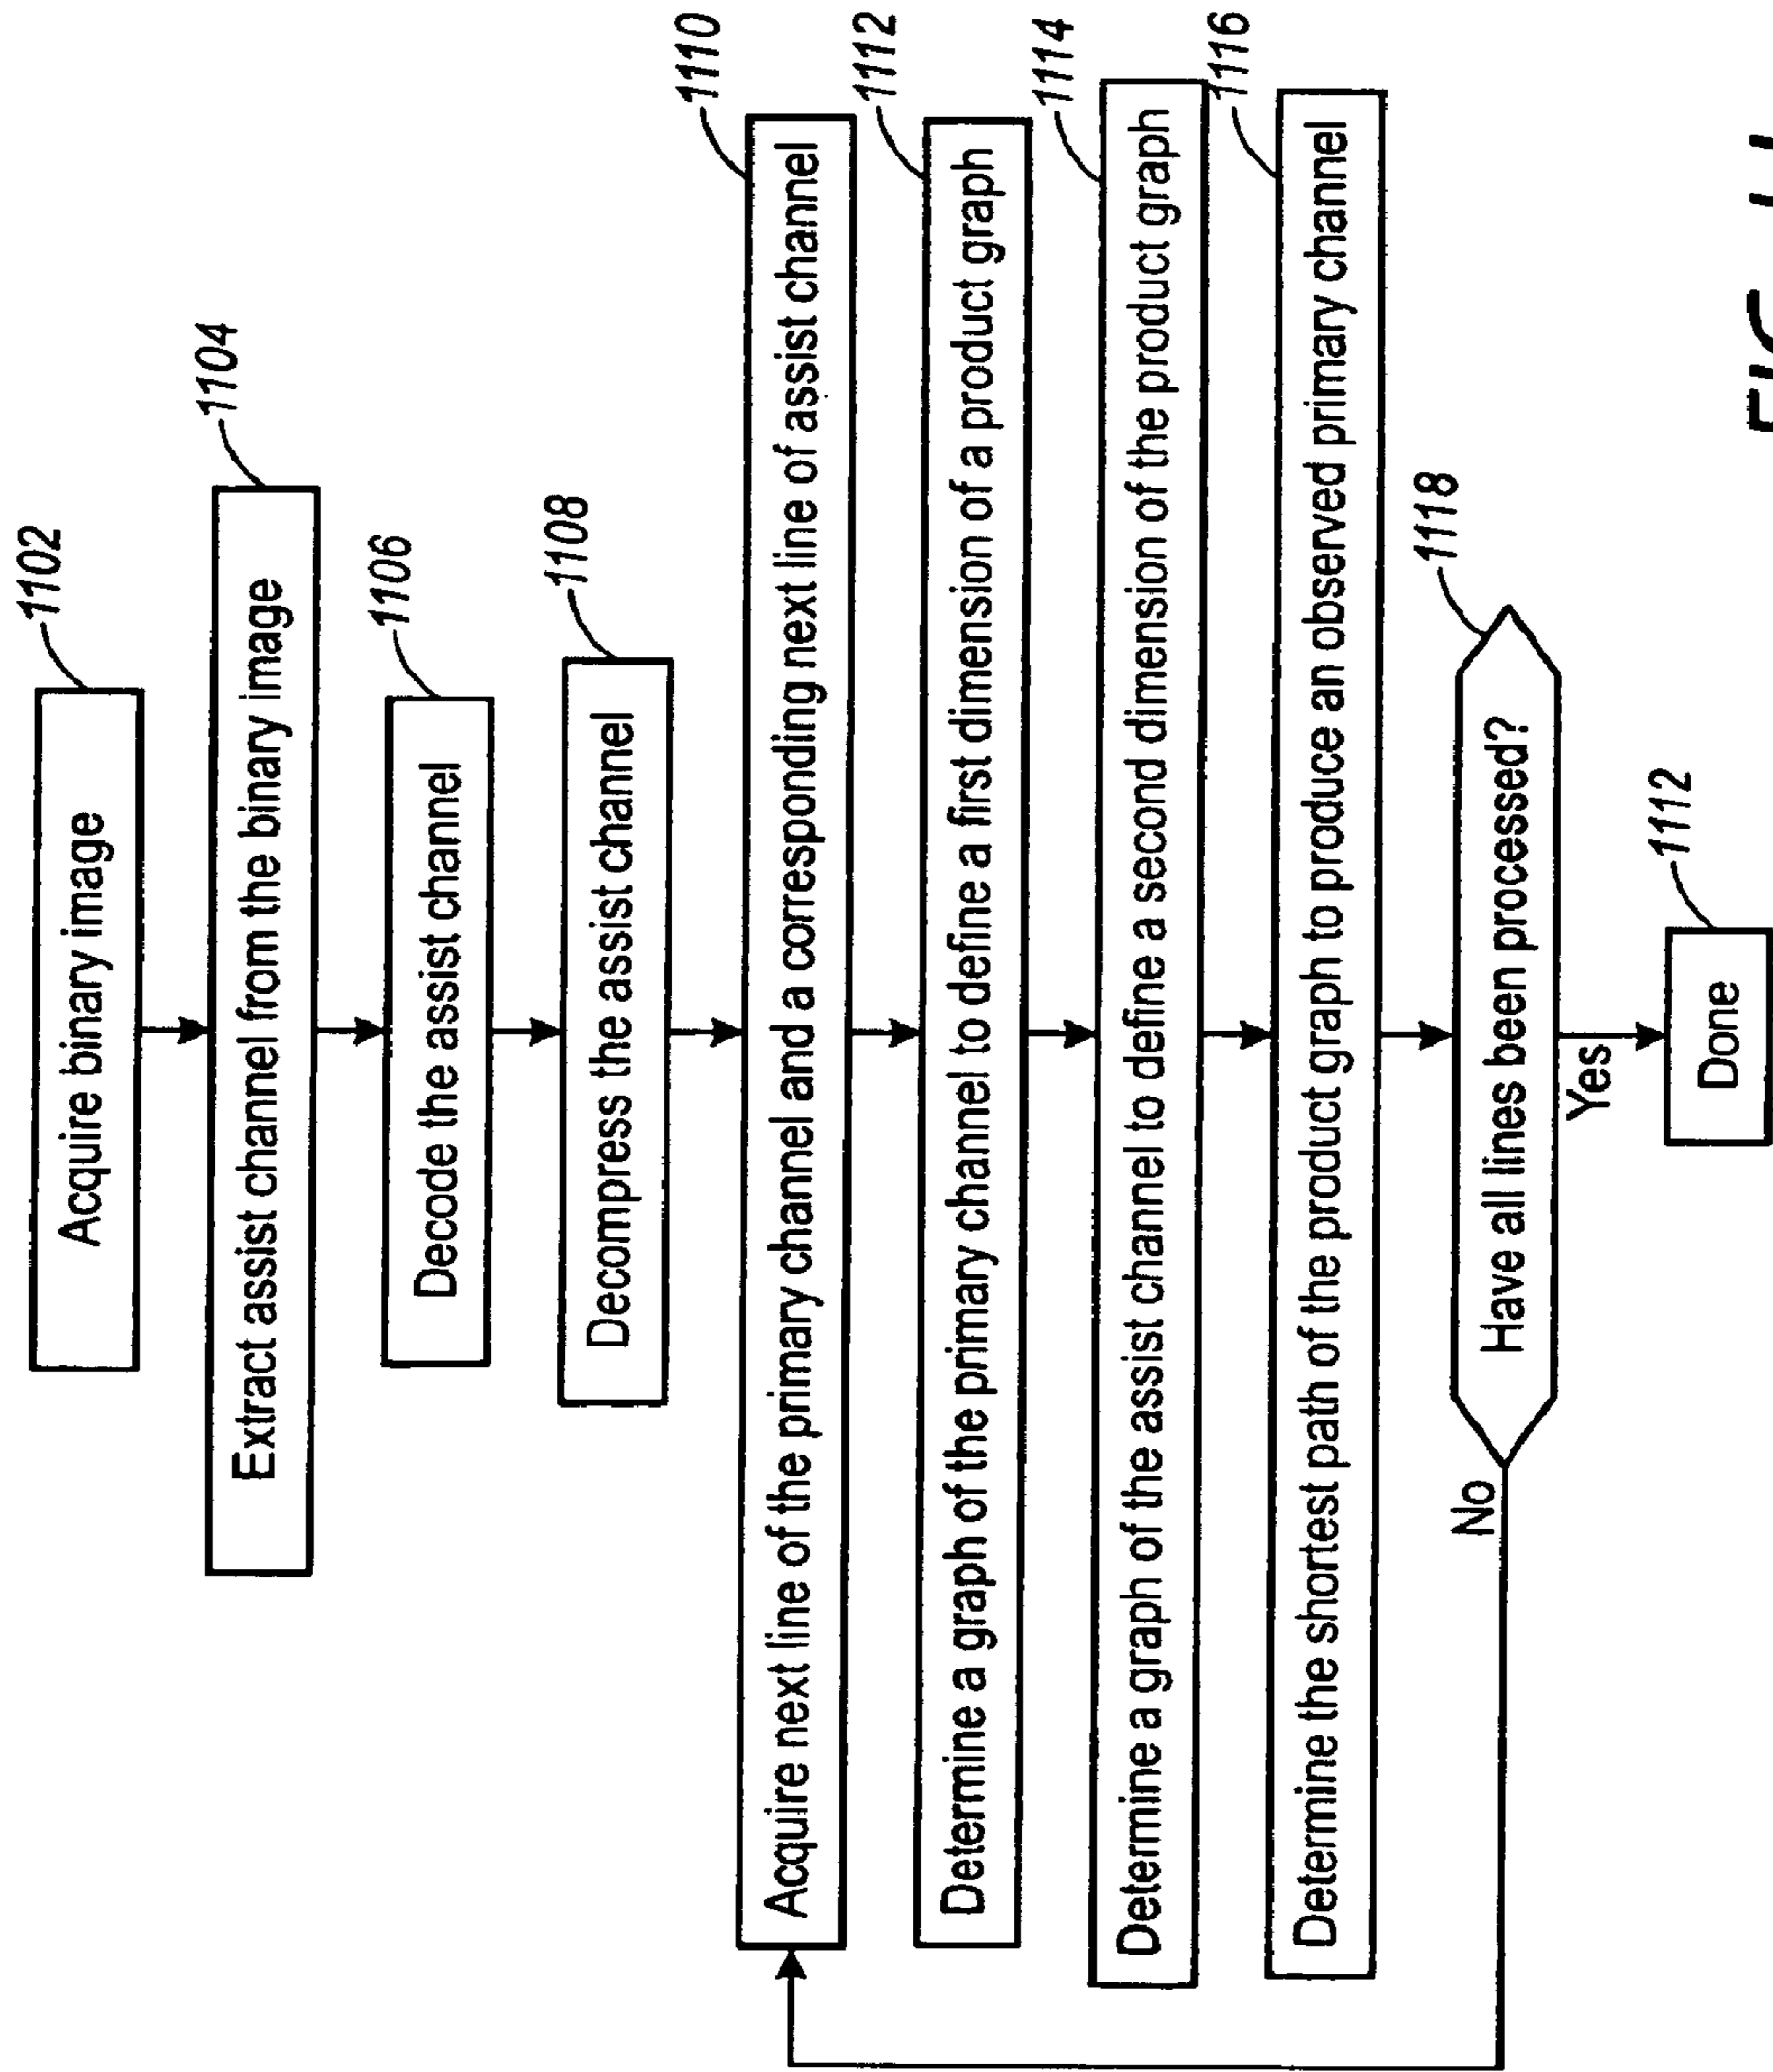 1102
Acquire binary image
1104
Extract assist channel from the binary image
1106
Decode the assist channel
1108
Decompress the assist channel
1110
Acquire next line of the primary channel and a corresponding next line of assist channel
1112
Determine a graph of the primary channel to define a first dimension of a product graph
1114
Determine a graph of the assist channel to define a second dimension of the product graph
1116
Determine the shortest path of the product graph to produce an observed primary channel
1118
Have all lines been processed?
No
Yes
1112
Done
FIG. 11